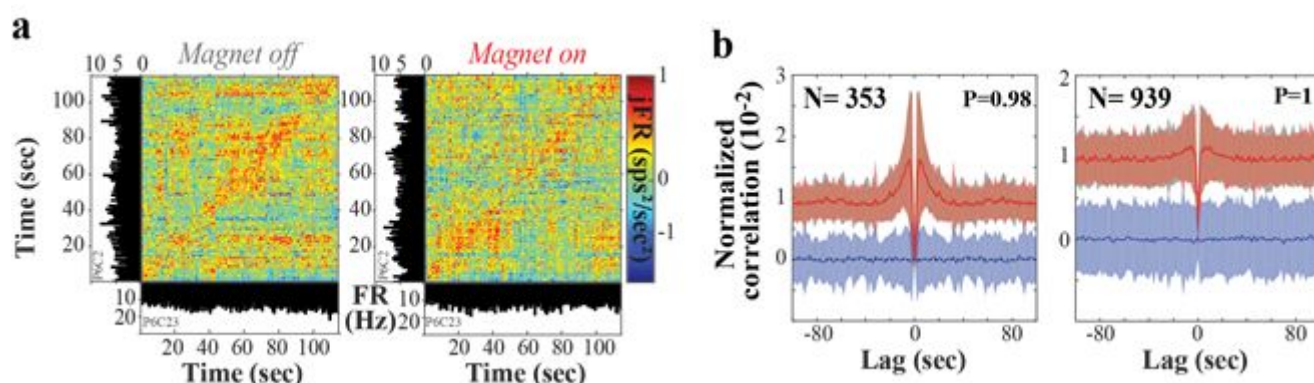 a
Magnet off
Magnet on
10 5 0
10 5 0
Time (sec)
100
80
60
40
20
100
80
60
40
20
P6C2
P6C2
1
0
-1
jFR (sps²/sec²)
10
20
P6C23
FR
(Hz)
10
20
P6C23
20 40 60 80 100
20 40 60 80 100
Time (sec)
Time (sec)
b
Normalized
correlation (10⁻²)
3
2
1
0
N= 353
P=0.98
-80 0 80
Lag (sec)
2
1
0
N= 939
P=1
-80 0 80
Lag (sec)